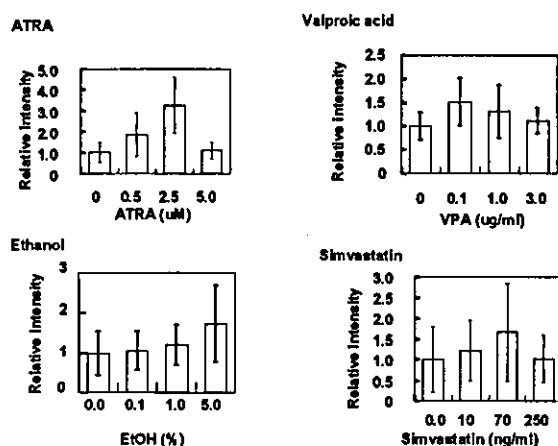 ATRA
Relative Intensity
5.0
4.0
3.0
2.0
1.0
0 0.5 2.5 5.0
ATRA (uM)
Valproic acid
Relative Intensity
2.5
2.0
1.5
1.0
0.5
0
0 0.1 1.0 3.0
VPA (ug/ml)
Ethanol
Relative Intensity
3
2
1
0
0.0 0.1 1.0 5.0
EtOH (%)
Simvastatin
Relative Intensity
3.0
2.5
2.0
1.5
1.0
0.5
0.0
0.0 10 70 250
Simvastatin (ng/ml)